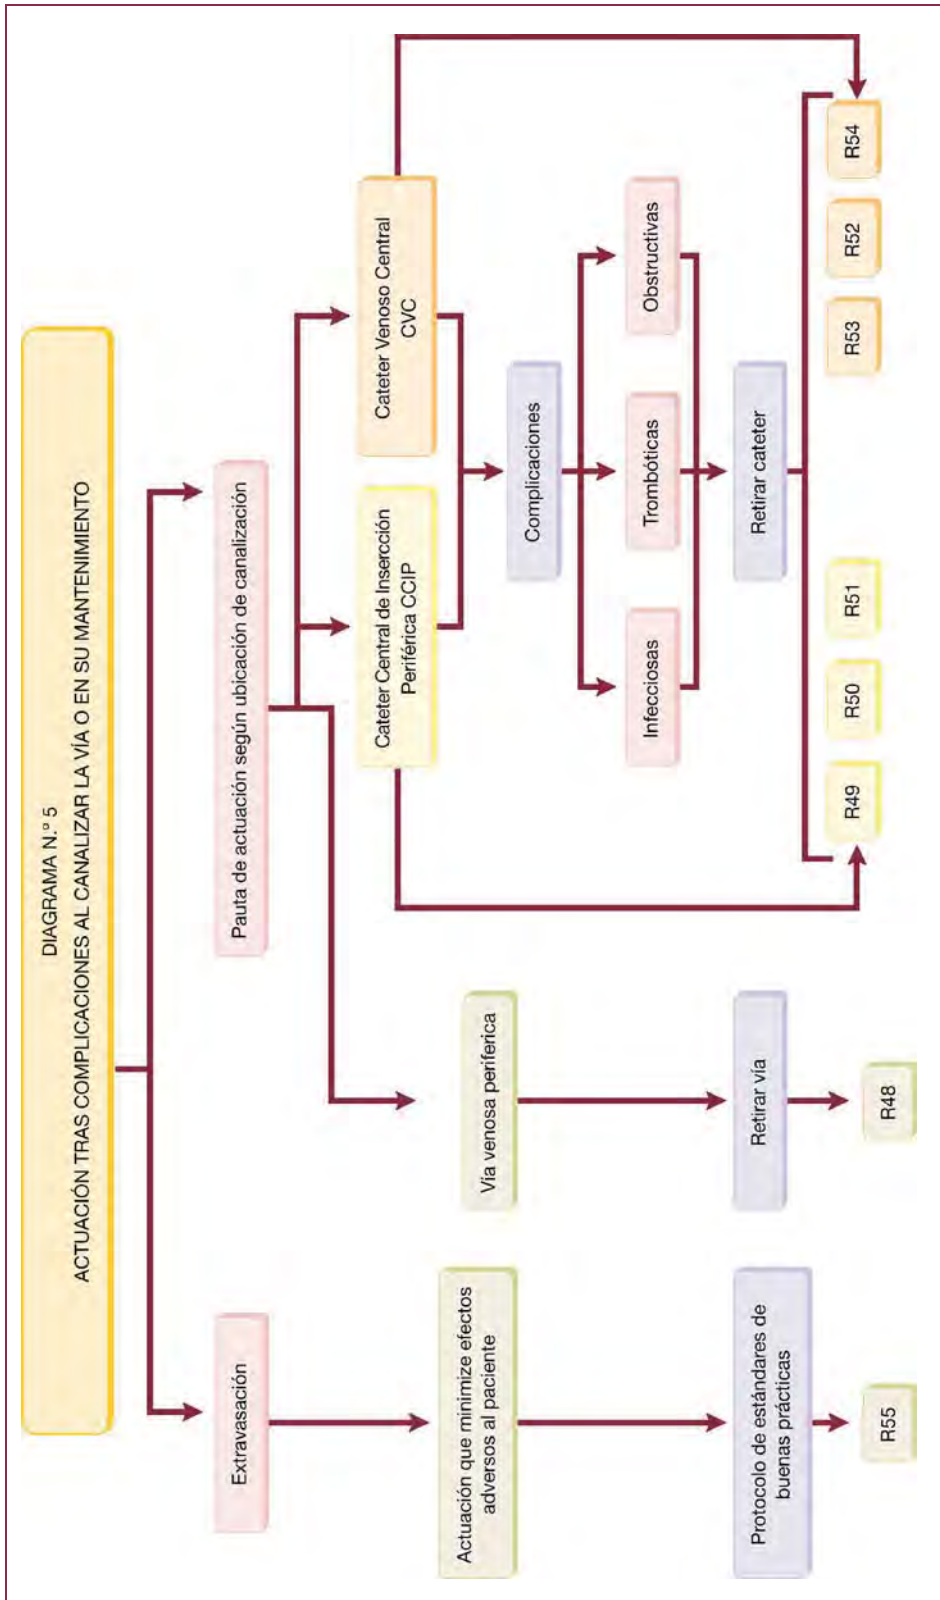 DIAGRAMA N.º 5
ACTUACIÓN TRAS COMPLICACIONES AL CANALIZAR LA VÍA O EN SU MANTENIMIENTO
Extravasación
Pauta de actuación según ubicación de canalización
Actuación que minimize efectos
adversos al paciente
Via venosa periferica
Cateter Central de Insercción
Periférica CCIP
Cateter Venoso Central
CVC
Complicaciones
Infecciosas
Trombóticas
Obstructivas
Protocolo de estándares de
buenas prácticas
Retirar vía
Retirar cateter
R55
R48
R49
R50
R51
R53
R52
R54